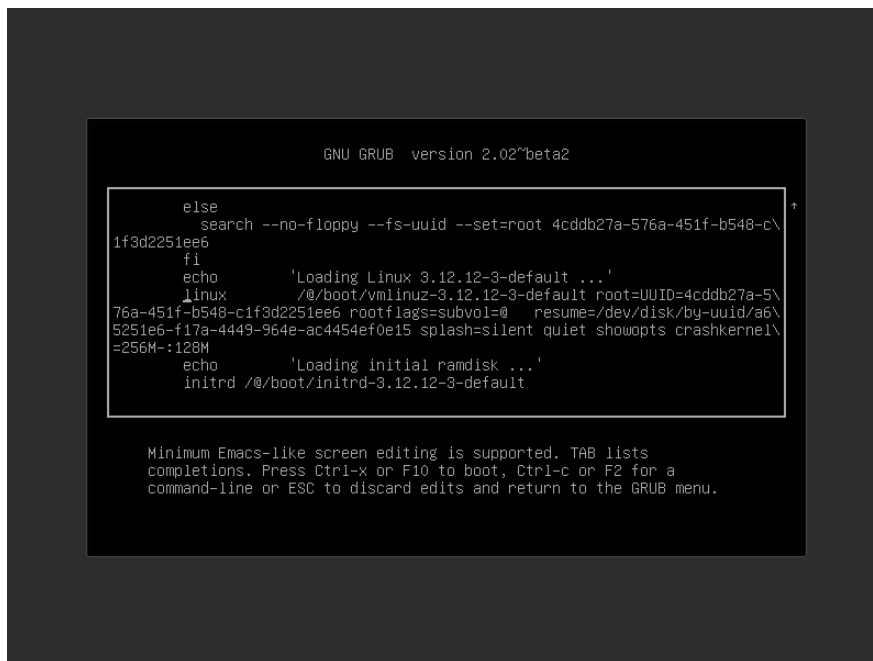 GNU GRUB  version 2.02~beta2
else
search --no-floppy --fs-uuid --set=root 4cddb27a-576a-451f-b548-c\
1f3d2251ee6
fi
echo        'Loading Linux 3.12.12-3-default ...'
linux        /@/boot/vmlinuz-3.12.12-3-default root=UUID=4cddb27a-5\
76a-451f-b548-c1f3d2251ee6 rootflags=subvol=@   resume=/dev/disk/by-uuid/a6\
5251e6-f17a-4449-964e-ac4454ef0e15 splash=silent quiet showopts crashkernel\
=256M-:128M
echo        'Loading initial ramdisk ...'
initrd /@/boot/initrd-3.12.12-3-default
Minimum Emacs-like screen editing is supported. TAB lists
completions. Press Ctrl-x or F10 to boot, Ctrl-c or F2 for a
command-line or ESC to discard edits and return to the GRUB menu.